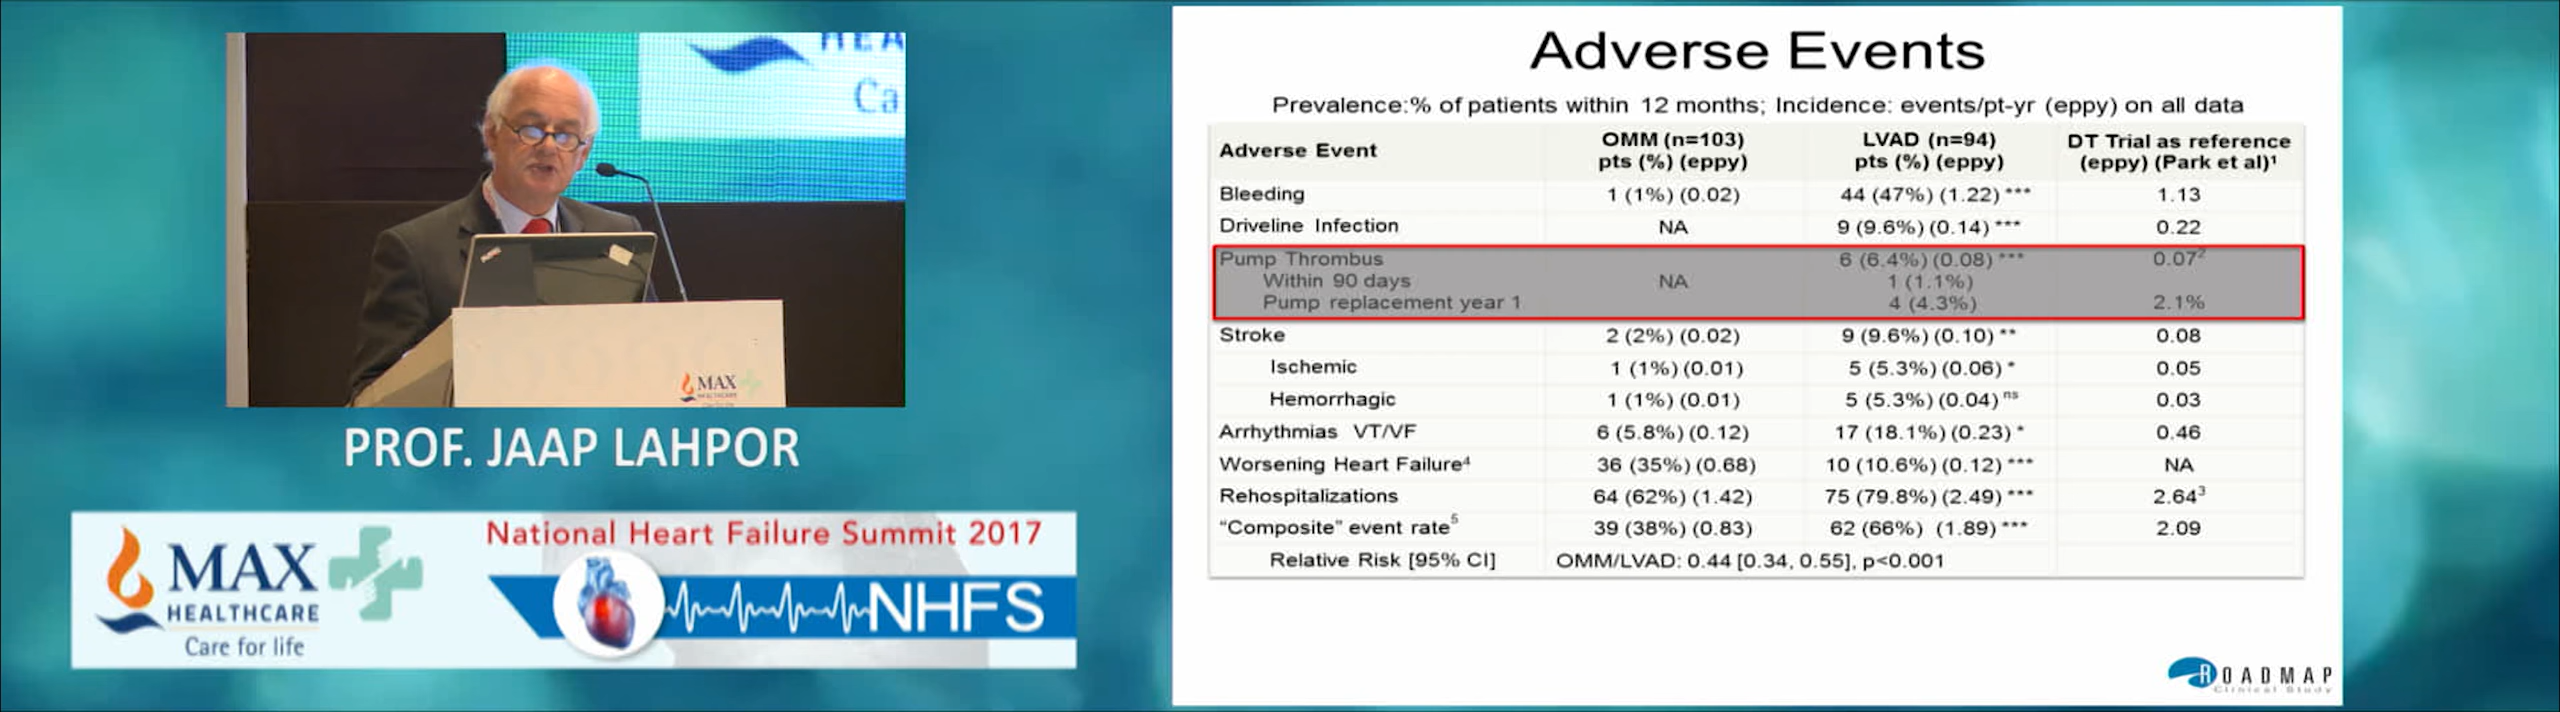 HEA
Ca
MAX
HEALTHCARE
PROF. JAAP LAHPOR
MAX
HEALTHCARE
Care for life
National Heart Failure Summit 2017
NHFS
Adverse Events
Prevalence:% of patients within 12 months; Incidence: events/pt-yr (eppy) on all data
Adverse Event OMM (n=103) pts (%) (eppy) LVAD (n=94) pts (%) (eppy) DT Trial as reference (eppy) (Park et al)¹
Bleeding 1 (1%) (0.02) 44 (47%) (1.22) *** 1.13
Driveline Infection NA 9 (9.6%) (0.14) *** 0.22
Pump Thrombus 6 (6.4%) (0.08) *** 0.07²
Within 90 days NA 1 (1.1%)
Pump replacement year 1 4 (4.3%) 2.1%
Stroke 2 (2%) (0.02) 9 (9.6%) (0.10) ** 0.08
Ischemic 1 (1%) (0.01) 5 (5.3%) (0.06) * 0.05
Hemorrhagic 1 (1%) (0.01) 5 (5.3%) (0.04) ns 0.03
Arrhythmias VT/VF 6 (5.8%) (0.12) 17 (18.1%) (0.23) * 0.46
Worsening Heart Failure⁴ 36 (35%) (0.68) 10 (10.6%) (0.12) *** NA
Rehospitalizations 64 (62%) (1.42) 75 (79.8%) (2.49) *** 2.64³
“Composite” event rate⁵ 39 (38%) (0.83) 62 (66%) (1.89) *** 2.09
Relative Risk [95% CI] OMM/LVAD: 0.44 [0.34, 0.55], p<0.001
ROADMAP
Clinical Study